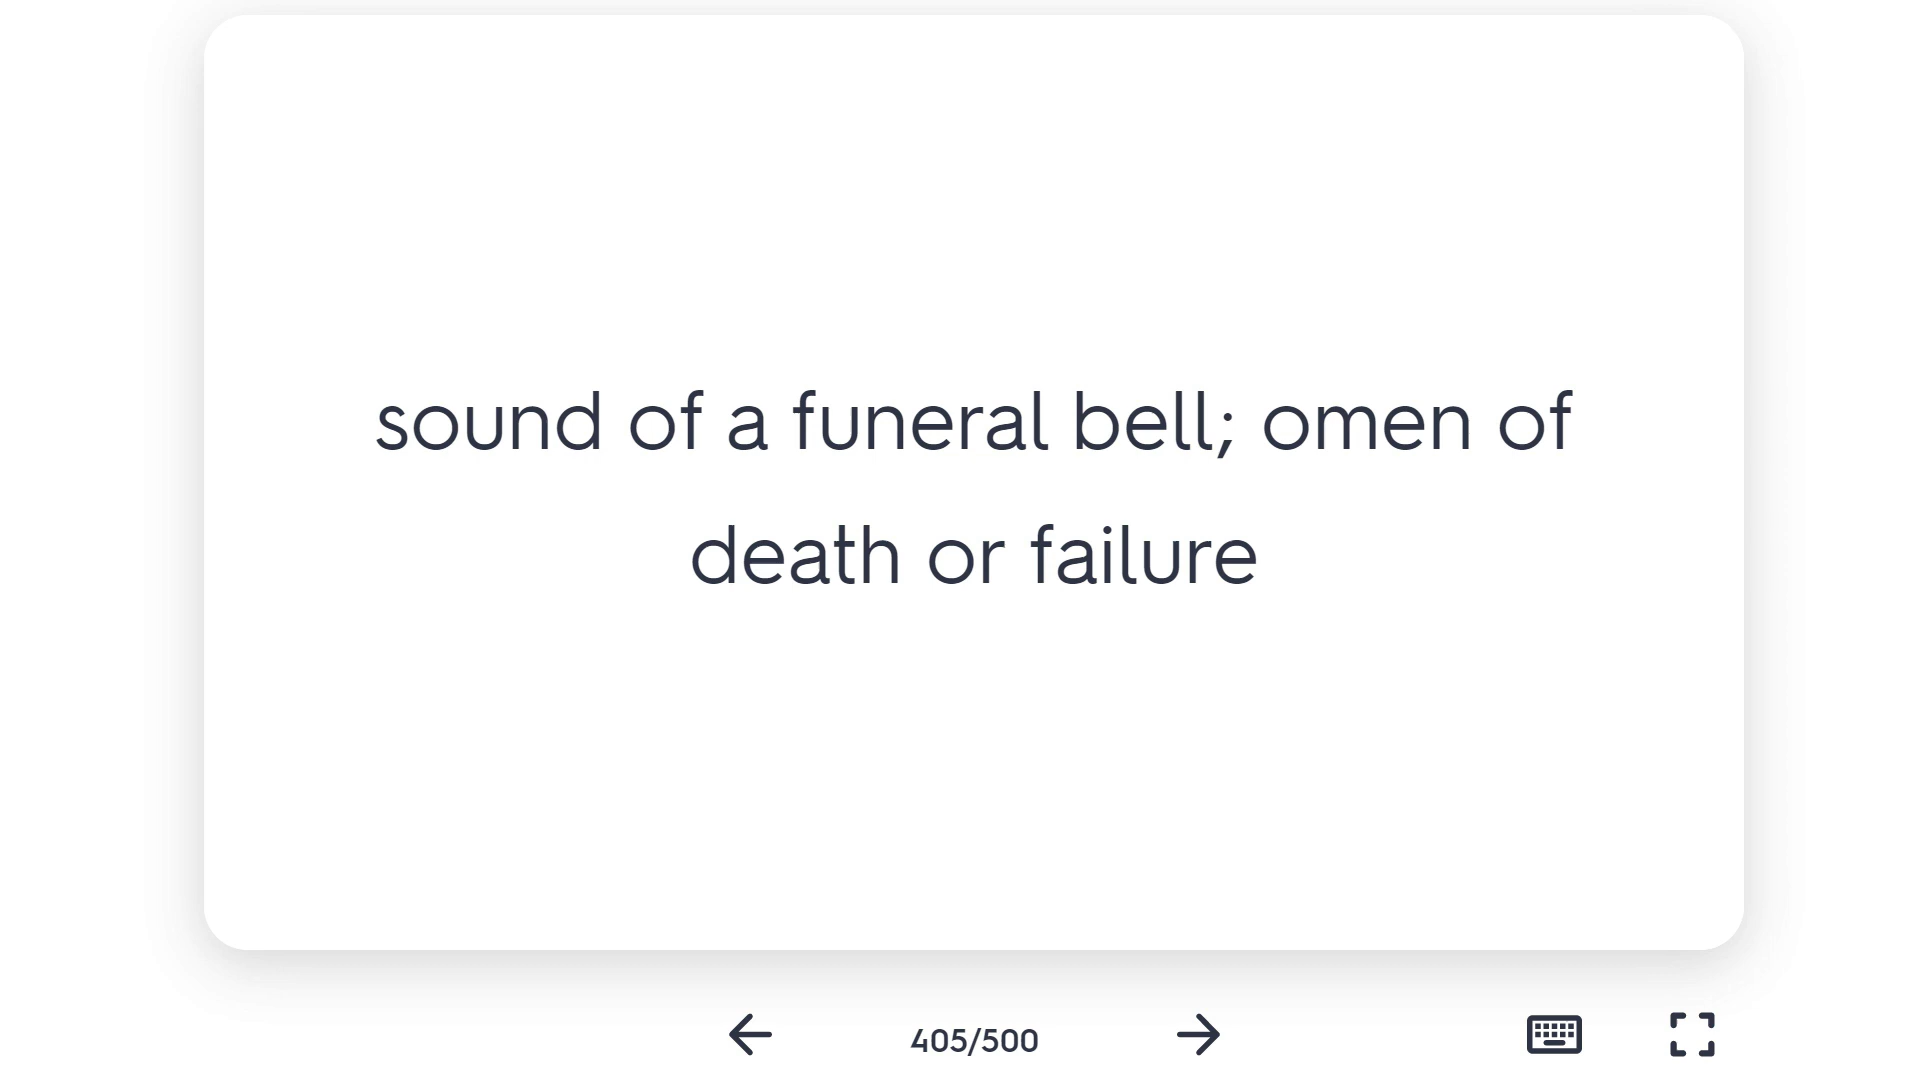 sound of a funeral bell; omen of
death or failure
405/500